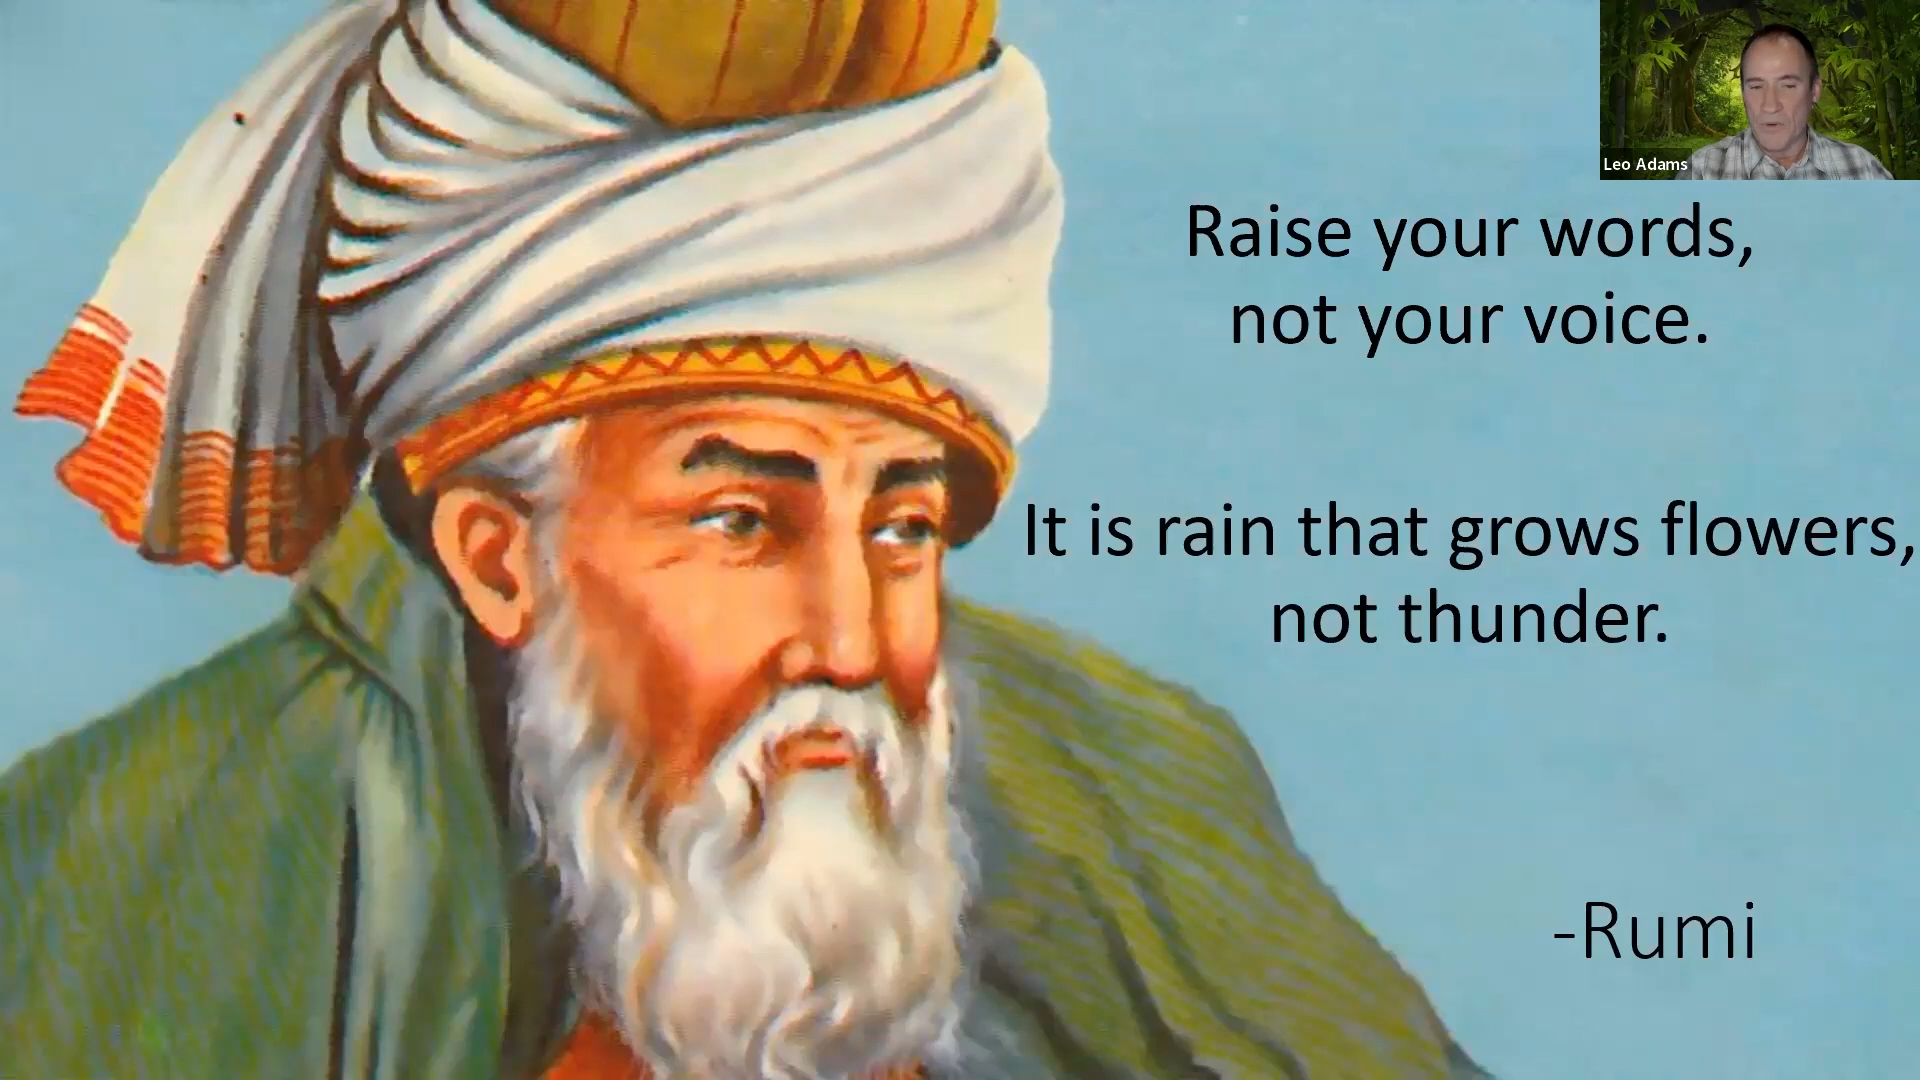 Leo Adams
Raise your words,
not your voice.
It is rain that grows flowers,
not thunder.
-Rumi